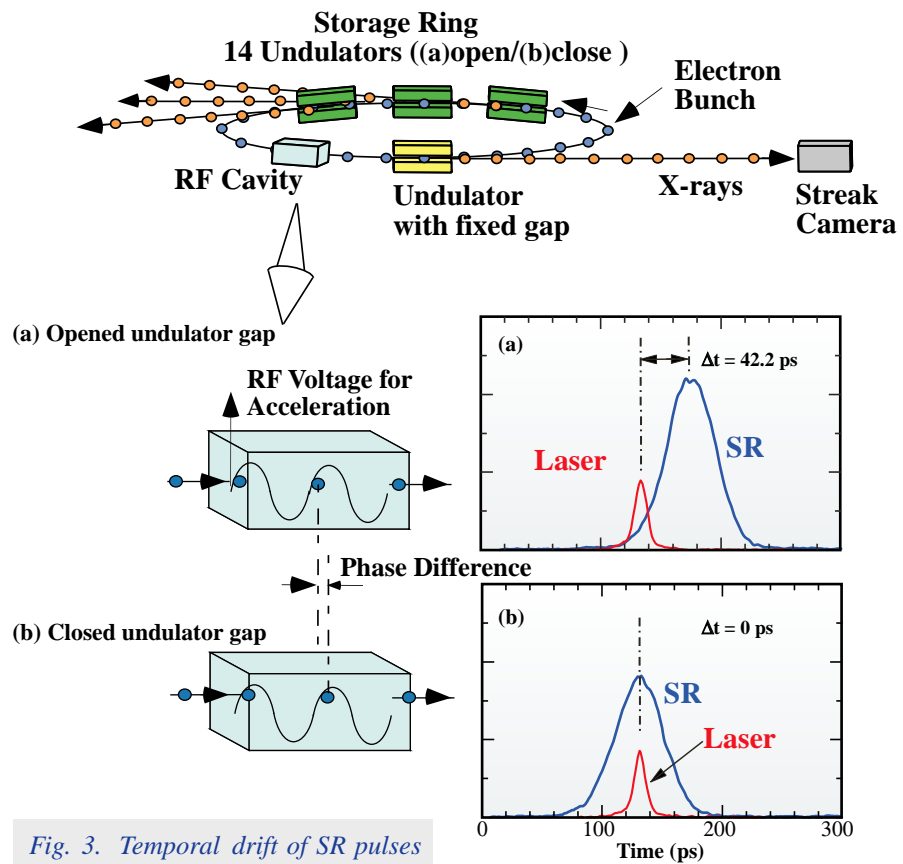 Storage Ring
14 Undulators ((a)open/(b)close )
Electron
Bunch
RF Cavity
Undulator
with fixed gap
X-rays
Streak
Camera
(a) Opened undulator gap
RF Voltage for
Acceleration
Phase Difference
(b) Closed undulator gap
(a)
Δt = 42.2 ps
Laser
SR
(b)
Δt = 0 ps
SR
Laser
0
100
200
300
Time (ps)
Fig. 3. Temporal drift of SR pulses